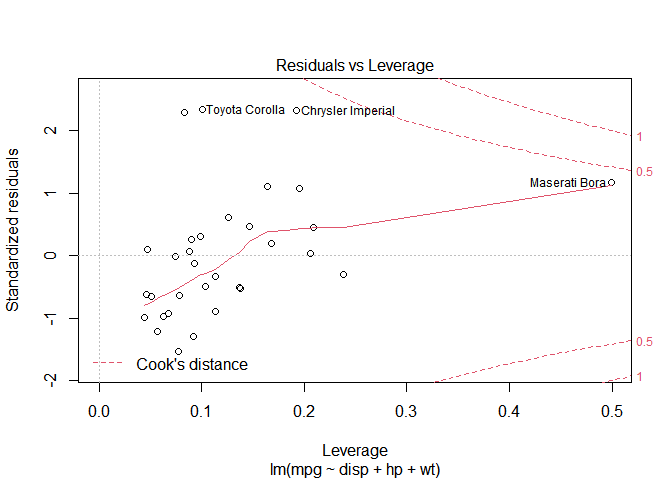 Residuals vs Leverage
Standardized residuals
2
1
0
-1
-2
Toyota Corolla
Chrysler Imperial
Maserati Bora
1
0.5
0.5
1
Cook's distance
0.0 0.1 0.2 0.3 0.4 0.5
Leverage
lm(mpg ~ disp + hp + wt)